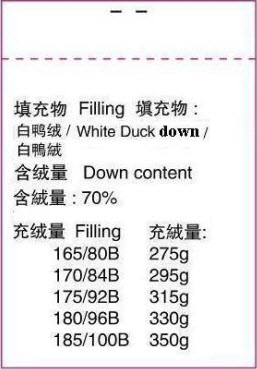 填充物 Filling 塡充物：
白鸭绒 / White Duck down /
白鴨絨
含绒量 Down content
含絨量：70%
充绒量 Filling 充絨量:
165/80B 275g
170/84B 295g
175/92B 315g
180/96B 330g
185/100B 350g